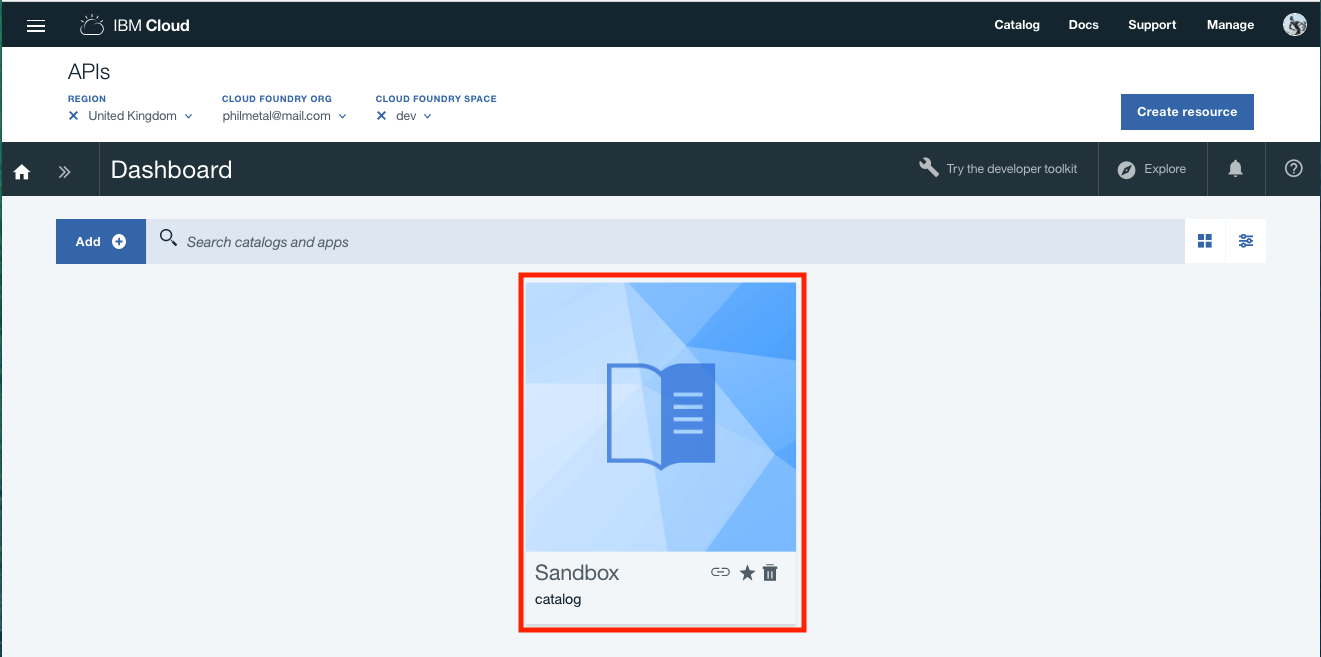 IBM Cloud
Catalog Docs Support Manage
APIs
REGION CLOUD FOUNDRY ORG CLOUD FOUNDRY SPACE
United Kingdom philmetal@mail.com dev
Create resource
Dashboard
Try the developer toolkit Explore
Add Search catalogs and apps
Sandbox
catalog